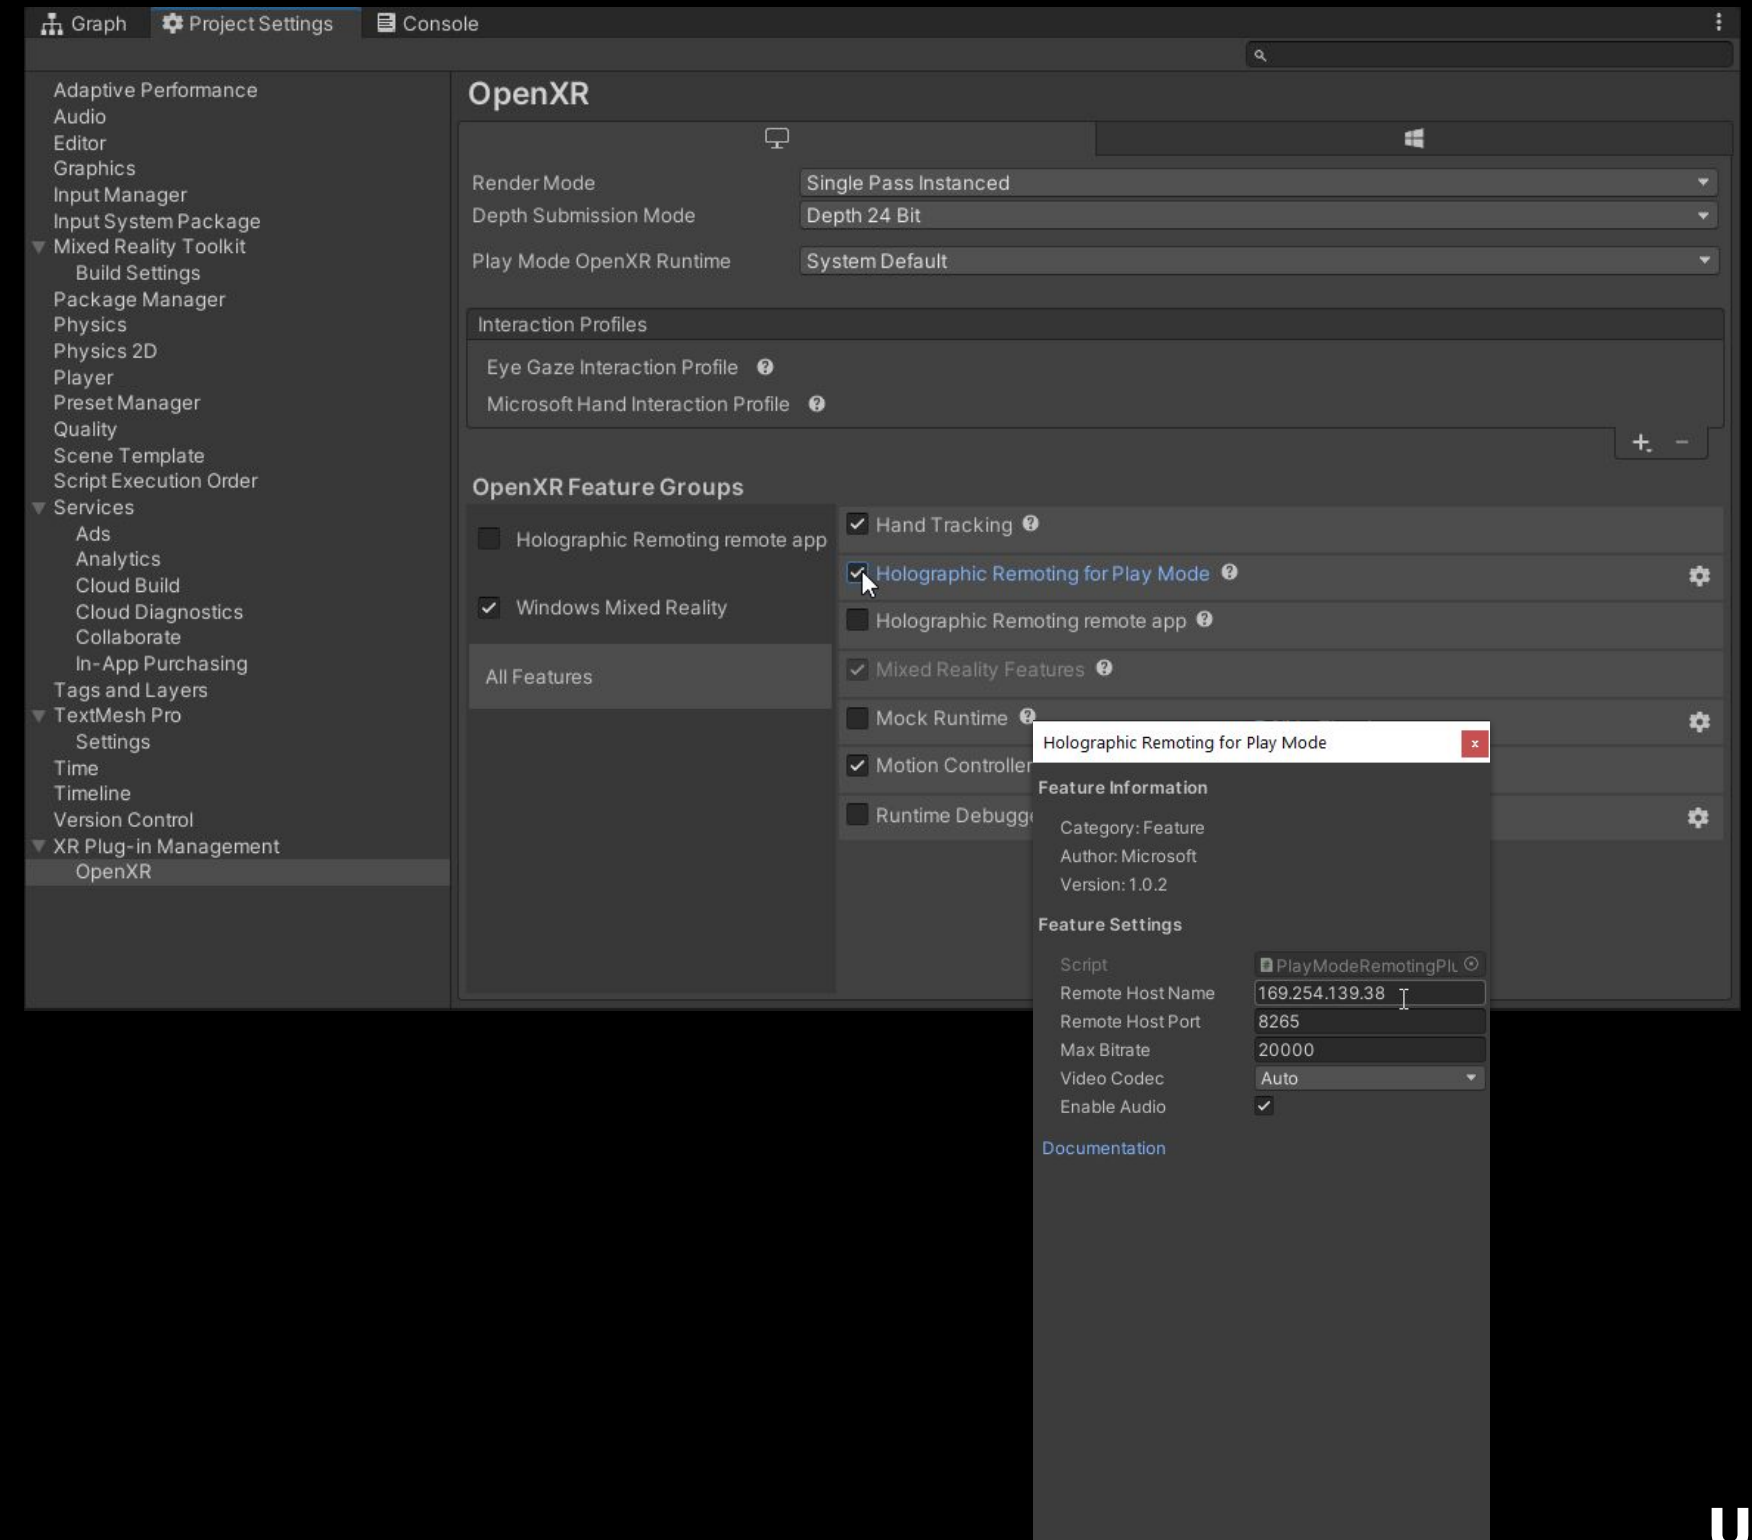 Graph
Project Settings
Console
Adaptive Performance
Audio
Editor
Graphics
Input Manager
Input System Package
Mixed Reality Toolkit
Build Settings
Package Manager
Physics
Physics 2D
Player
Preset Manager
Quality
Scene Template
Script Execution Order
Services
Ads
Analytics
Cloud Build
Cloud Diagnostics
Collaborate
In-App Purchasing
Tags and Layers
TextMesh Pro
Settings
Time
Timeline
Version Control
XR Plug-in Management
OpenXR
OpenXR
Render Mode Single Pass Instanced
Depth Submission Mode Depth 24 Bit
Play Mode OpenXR Runtime System Default
Interaction Profiles
Eye Gaze Interaction Profile
Microsoft Hand Interaction Profile
OpenXR Feature Groups
Holographic Remoting remote app
Windows Mixed Reality
All Features
Hand Tracking
Holographic Remoting for Play Mode
Holographic Remoting remote app
Mixed Reality Features
Mock Runtime
Motion Controller
Runtime Debugge
Holographic Remoting for Play Mode
Feature Information
Category: Feature
Author: Microsoft
Version: 1.0.2
Feature Settings
Script PlayModeRemotingPlu
Remote Host Name 169.254.139.38
Remote Host Port 8265
Max Bitrate 20000
Video Codec Auto
Enable Audio
Documentation